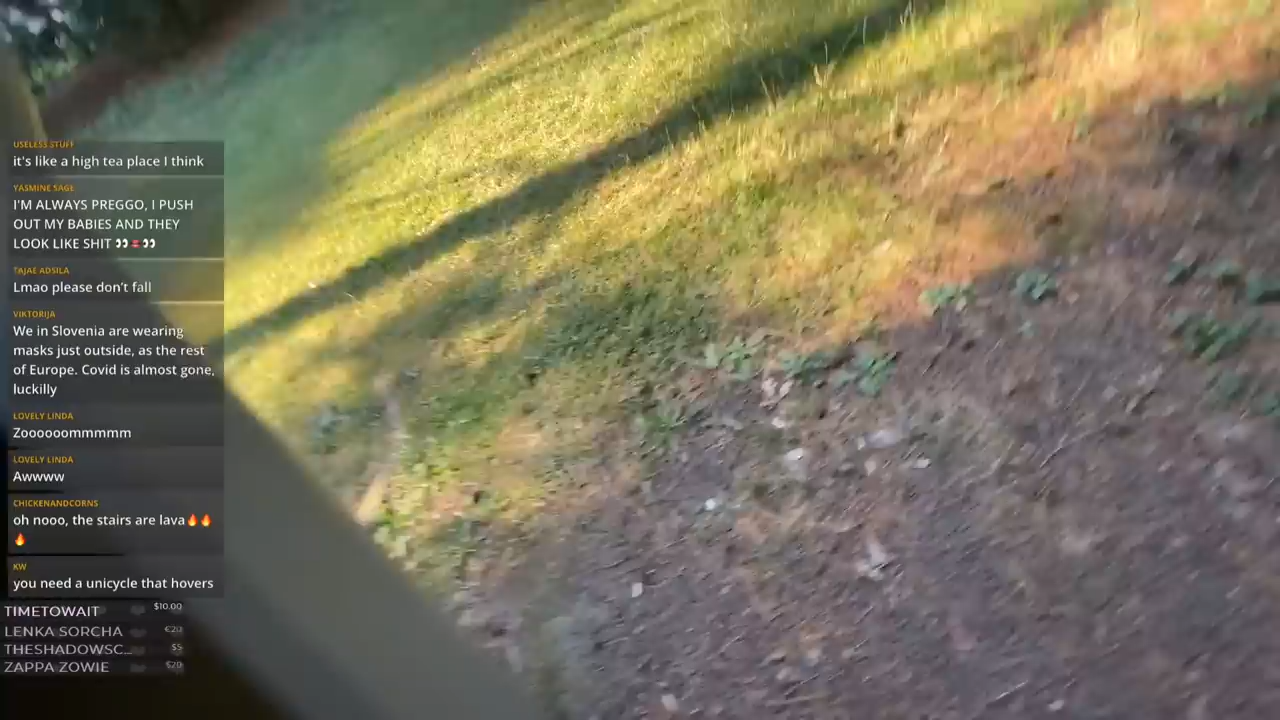 USELESS STUFF
it's like a high tea place I think
YASMINE SAGE
I'M ALWAYS PREGGO, I PUSH
OUT MY BABIES AND THEY
LOOK LIKE SHIT 👀🫦👀
TAJAE ADSILA
Lmao please don't fall
VIKTORIJA
We in Slovenia are wearing
masks just outside, as the rest
of Europe. Covid is almost gone,
luckilly
LOVELY LINDA
Zoooooommmmm
LOVELY LINDA
Awwww
CHICKENANDCORNS
oh nooo, the stairs are lava🔥🔥
🔥
KW
you need a unicycle that hovers
TIMETOWAIT $10.00
LENKA SORCHA €20
THESHADOWSC... $5
ZAPPA ZOWIE €20